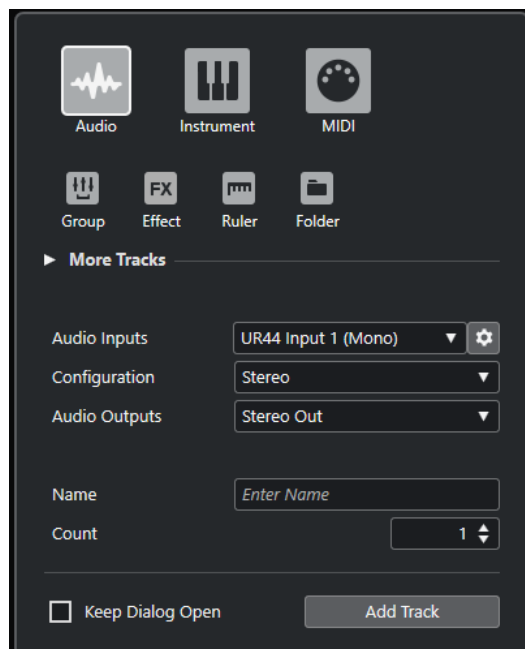 Audio Instrument MIDI
FX
Group Effect Ruler Folder
More Tracks
Audio Inputs UR44 Input 1 (Mono)
Configuration Stereo
Audio Outputs Stereo Out
Name Enter Name
Count 1
Keep Dialog Open Add Track